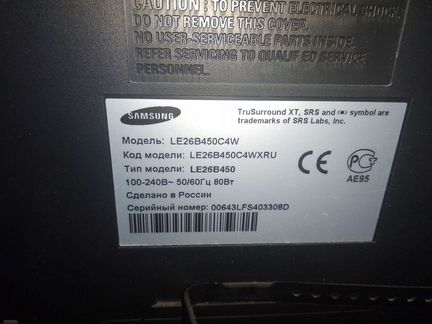 CAUTION: TO PREVENT ELECTRICAL SHOCK,
DO NOT REMOVE THIS COVER.
NO USER-SERVICEABLE PARTS INSIDE.
REFER SERVICING TO QUALIFIED SERVICE
PERSONNEL.
SAMSUNG
TruSurround XT, SRS and (●) symbol are
trademarks of SRS Labs, Inc.
Модель: LE26B450C4W
Код модели: LE26B450C4WXRU
Тип модели: LE26B450
100-240В~ 50/60Гц 80Вт
Сделано в России
Серийный номер: 00643LFS403308D
CE
РС
АЕ95